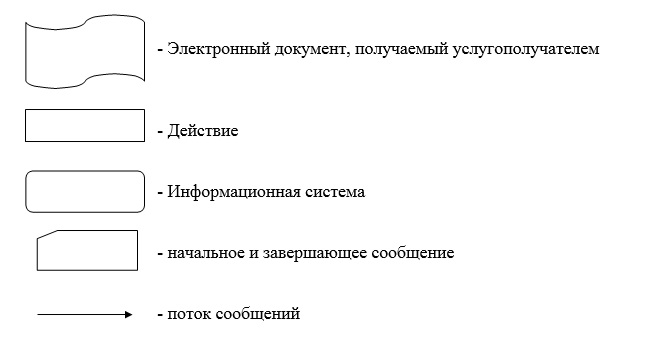 - Электронный документ, получаемый услугополучателем
- Действие
- Информационная система
- начальное и завершающее сообщение
- поток сообщений